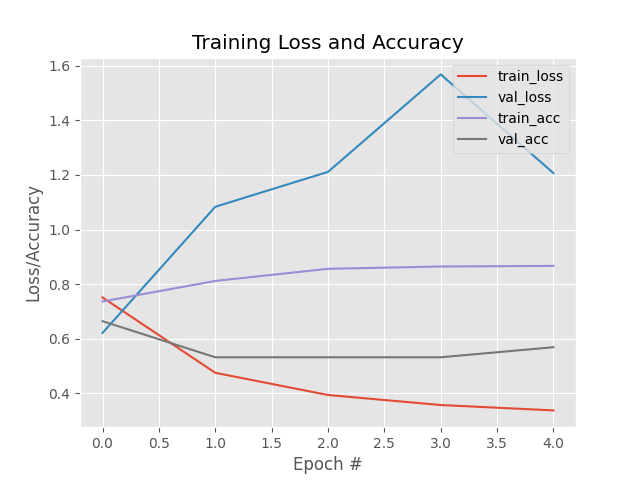 Training Loss and Accuracy
1.6
1.4
1.2
1.0
0.8
0.6
0.4
Loss/Accuracy
train_loss
val_loss
train_acc
val_acc
0.0 0.5 1.0 1.5 2.0 2.5 3.0 3.5 4.0
Epoch #